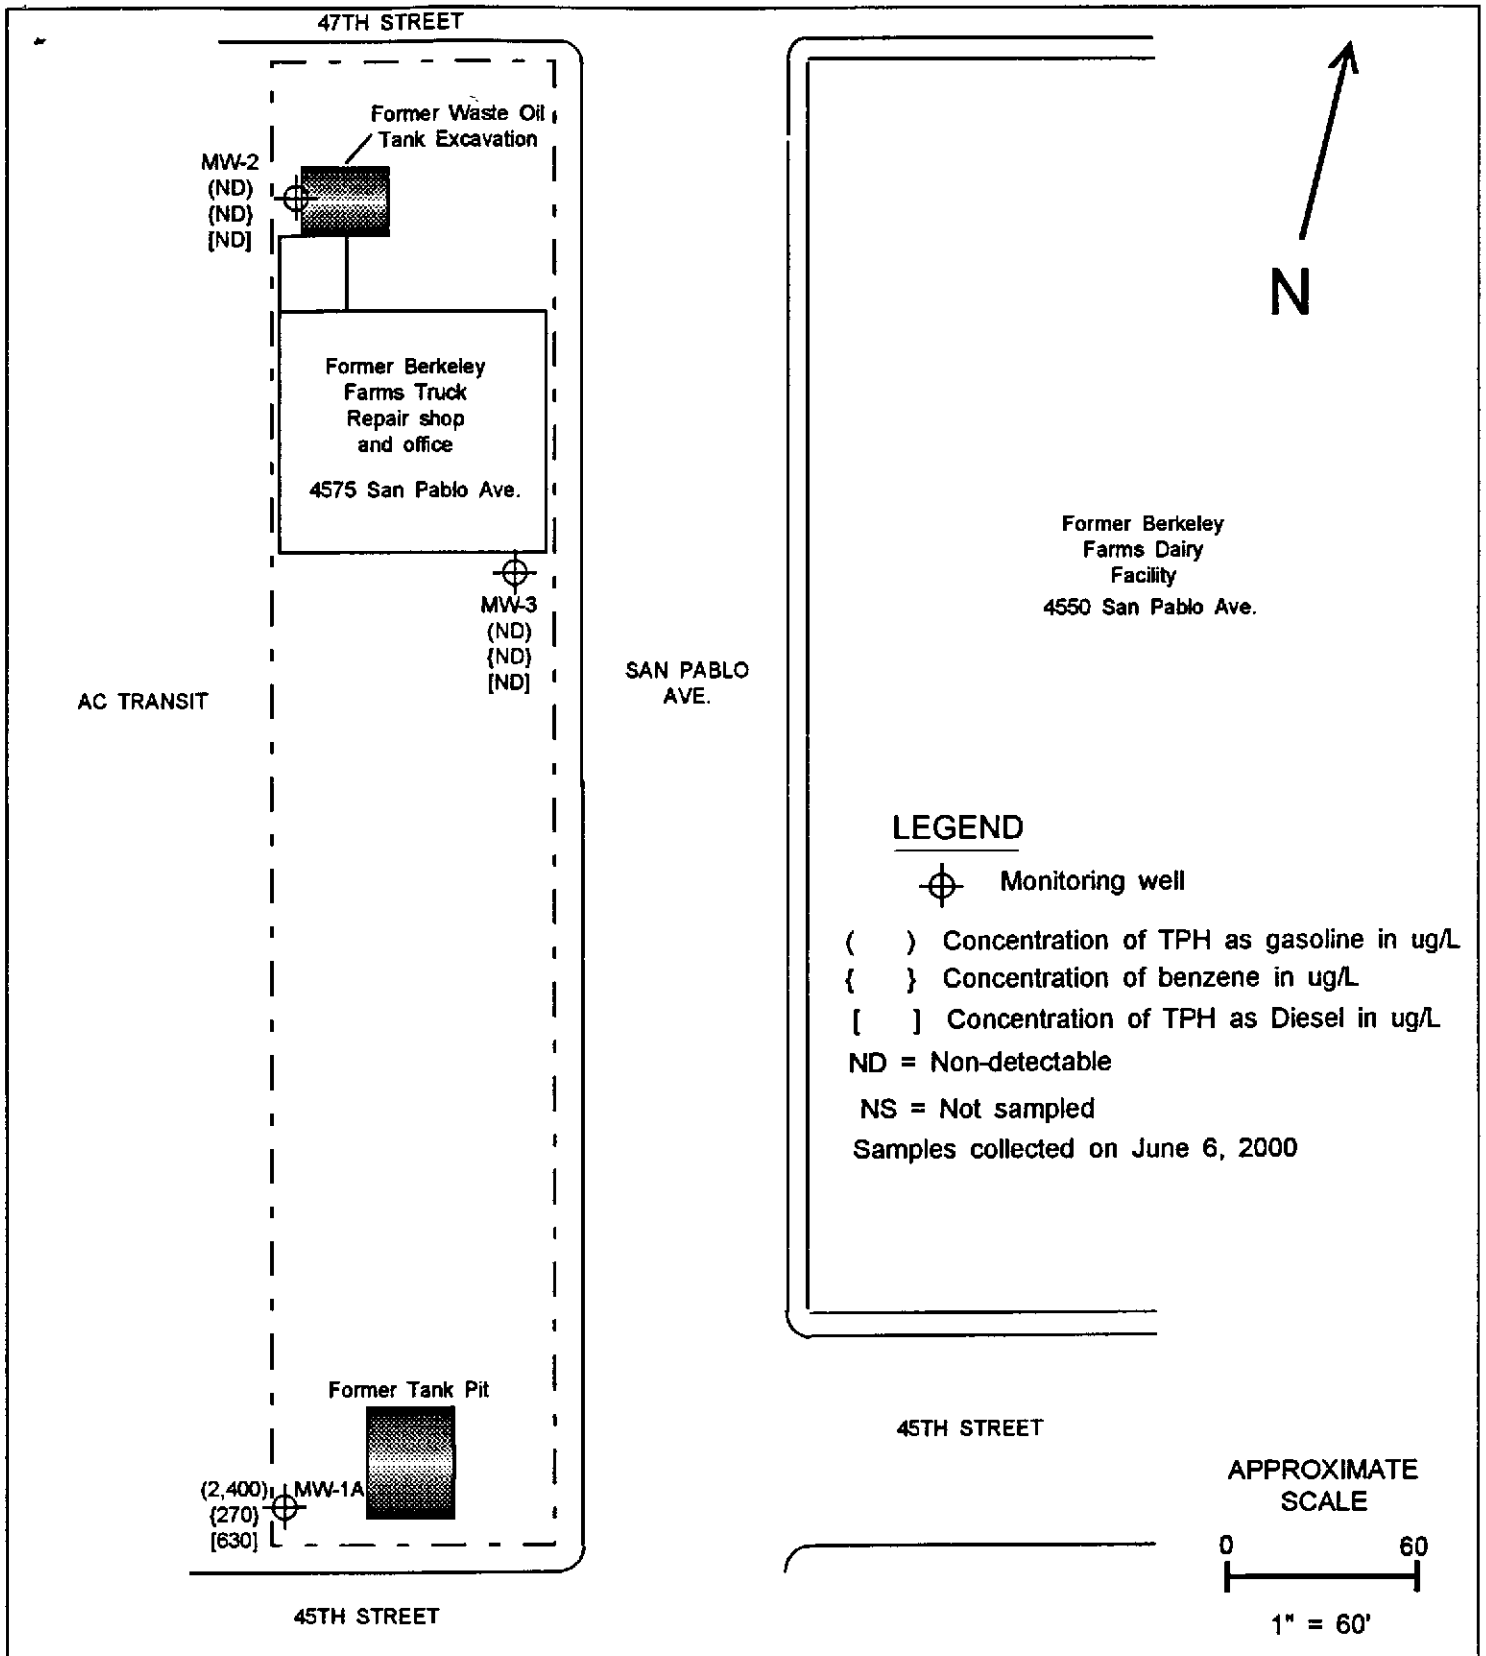 47TH STREET
Former Waste Oil
Tank Excavation
MW-2
(ND)
{ND}
[ND]
N
Former Berkeley
Farms Truck
Repair shop
and office
4575 San Pablo Ave.
MW-3
(ND)
{ND}
[ND]
AC TRANSIT
SAN PABLO
AVE.
Former Berkeley
Farms Dairy
Facility
4550 San Pablo Ave.
LEGEND
Monitoring well
( ) Concentration of TPH as gasoline in ug/L
{ } Concentration of benzene in ug/L
[ ] Concentration of TPH as Diesel in ug/L
ND = Non-detectable
NS = Not sampled
Samples collected on June 6, 2000
Former Tank Pit
(2,400) MW-1A
{270}
[630]
45TH STREET
45TH STREET
APPROXIMATE
SCALE
0 60
1" = 60'